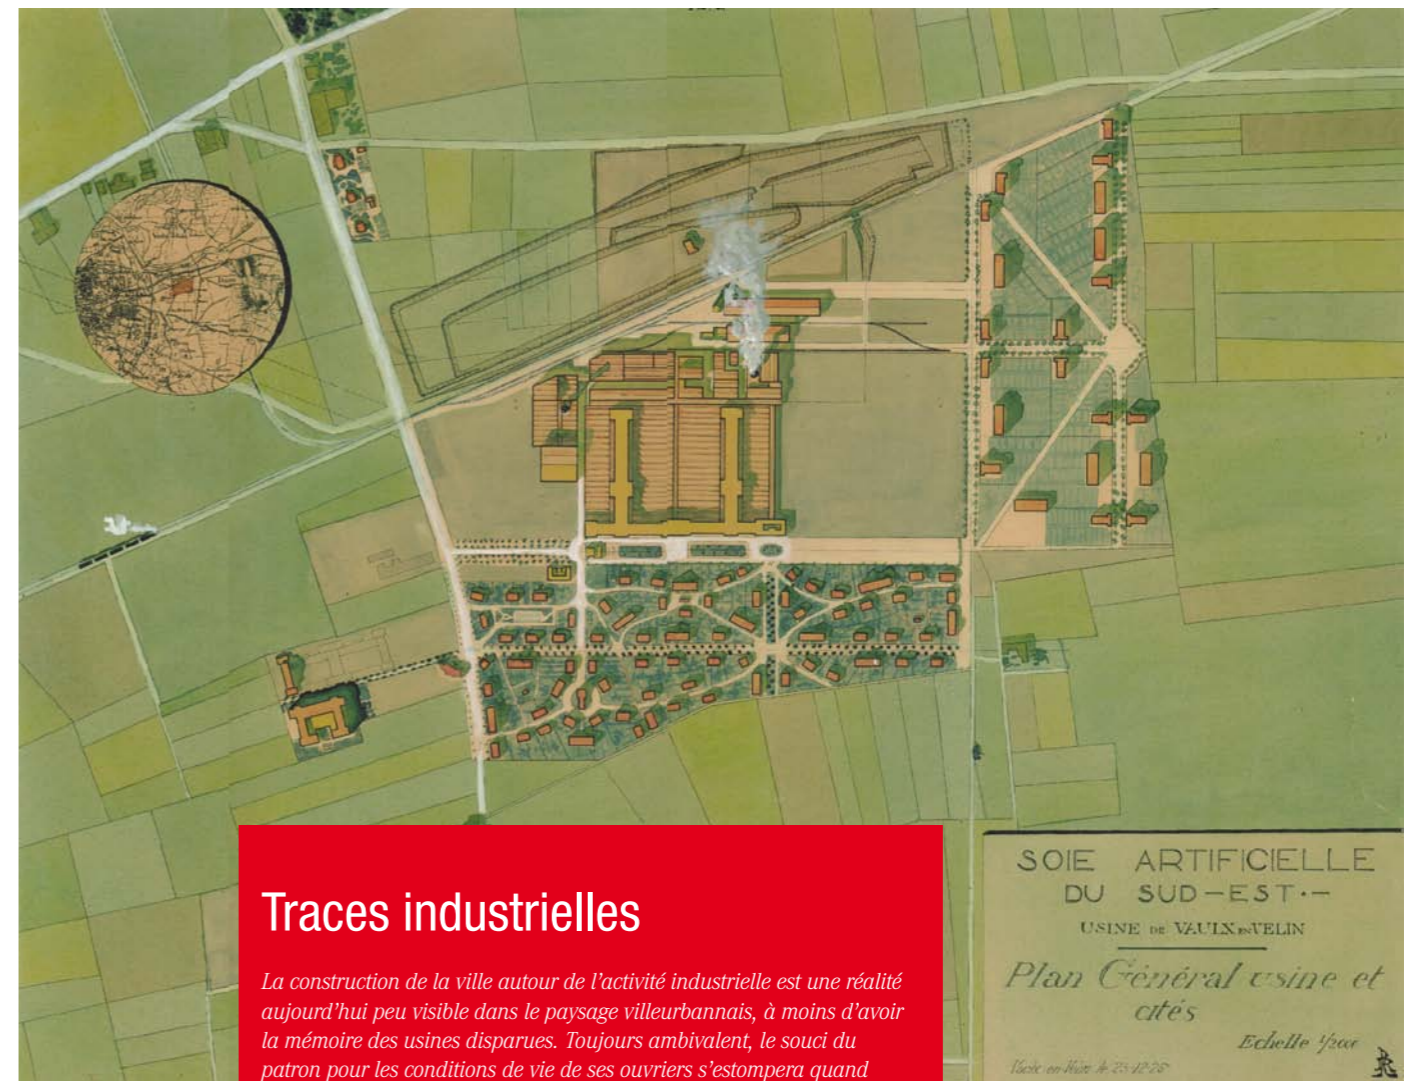 Traces industrielles
La construction de la ville autour de l’activité industrielle est une réalité
aujourd’hui peu visible dans le paysage villeurbannais, à moins d’avoir
la mémoire des usines disparues. Toujours ambivalent, le souci du
patron pour les conditions de vie de ses ouvriers s’estompera quand
SOIE ARTIFICIELLE
DU SUD-EST.-
USINE DE VAULX EN VELIN
Plan Général usine et
cités
Echelle 1/2000